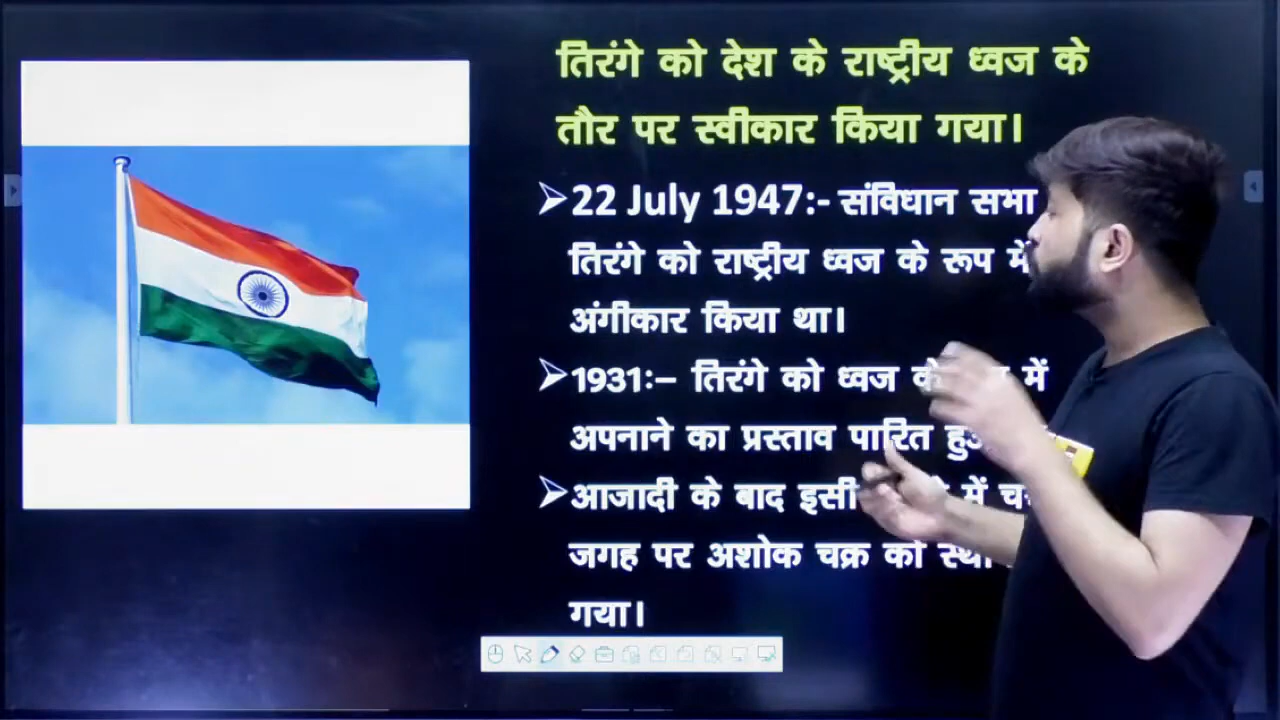 तिरंगे को देश के राष्ट्रीय ध्वज के
तौर पर स्वीकार किया गया।
➢22 July 1947:- संविधान सभा
तिरंगे को राष्ट्रीय ध्वज के रूप में
अंगीकार किया था।
➢1931:– तिरंगे को ध्वज में
अपनाने का प्रस्ताव पारित
➢आजादी के बाद इसी में
जगह पर अशोक चक्र को
गया।